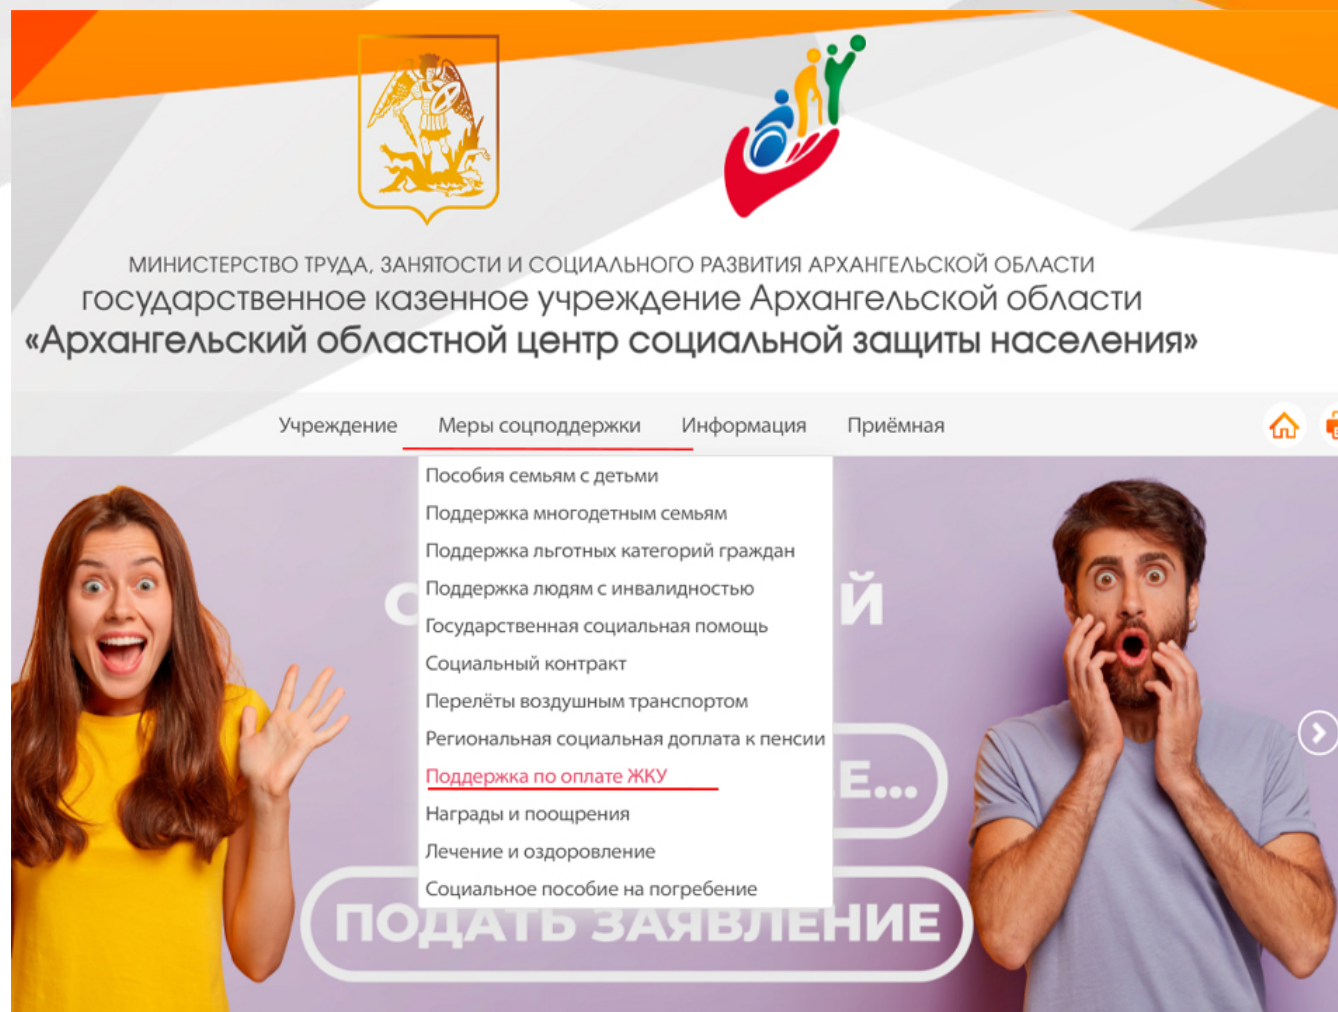 МИНИСТЕРСТВО ТРУДА, ЗАНЯТОСТИ И СОЦИАЛЬНОГО РАЗВИТИЯ АРХАНГЕЛЬСКОЙ ОБЛАСТИ
государственное казенное учреждение Архангельской области
«Архангельский областной центр социальной защиты населения»
Учреждение Меры соцподдержки Информация Приёмная
Пособия семьям с детьми
Поддержка многодетным семьям
Поддержка льготных категорий граждан
Поддержка людям с инвалидностью
Государственная социальная помощь
Социальный контракт
Перелёты воздушным транспортом
Региональная социальная доплата к пенсии
Поддержка по оплате ЖКУ
Награды и поощрения
Лечение и оздоровление
Социальное пособие на погребение
ПОДАТЬ ЗАЯВЛЕНИЕ